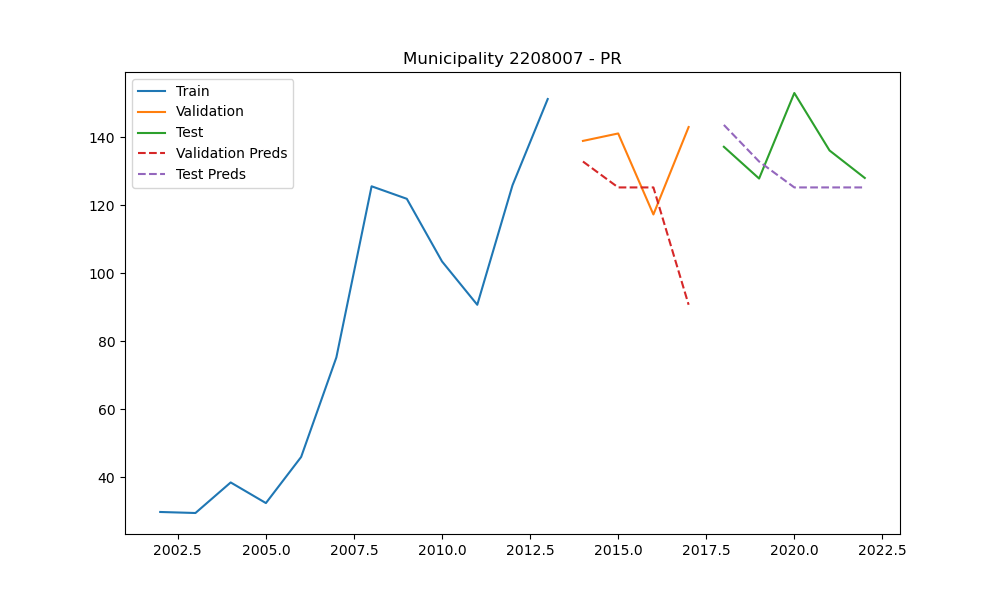 Municipality 2208007 - PR
Train
Validation
Test
Validation Preds
Test Preds
140
120
100
80
60
40
2002.5 2005.0 2007.5 2010.0 2012.5 2015.0 2017.5 2020.0 2022.5